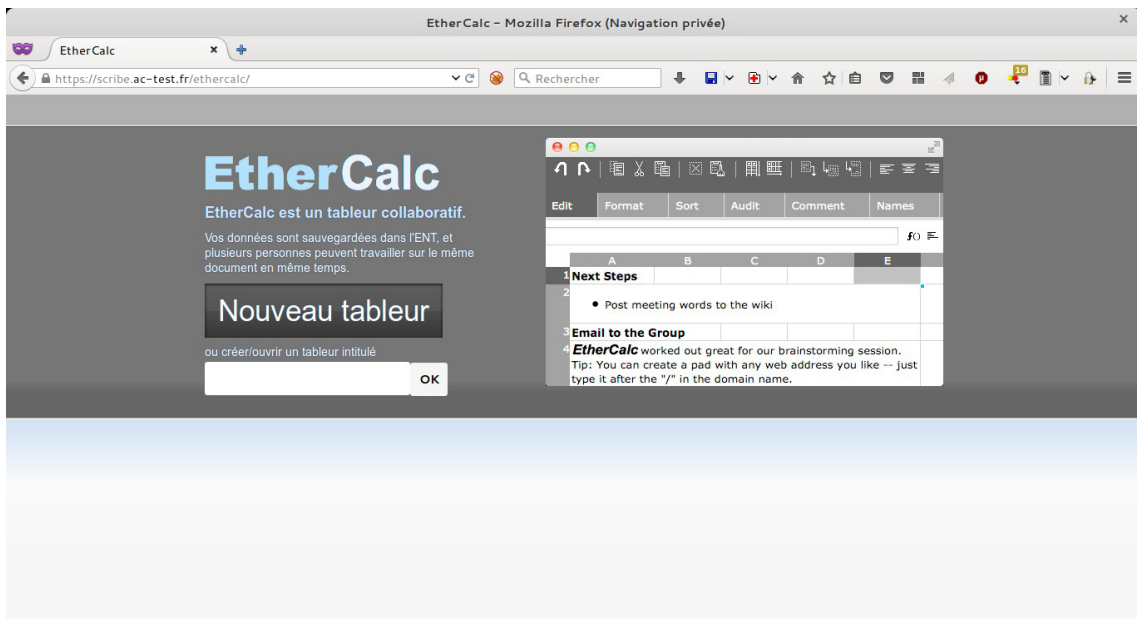 EtherCalc - Mozilla Firefox (Navigation privée)
EtherCalc
https://scribe.ac-test.fr/ethercalc/
Rechercher
16
EtherCalc
EtherCalc est un tableur collaboratif.
Vos données sont sauvegardées dans l'ENT, et
plusieurs personnes peuvent travailler sur le même
document en même temps.
Nouveau tableur
ou créer/ouvrir un tableur intitulé
OK
Edit Format Sort Audit Comment Names
f()
A B C D E
1 Next Steps
2
• Post meeting words to the wiki
3 Email to the Group
4 EtherCalc worked out great for our brainstorming session.
Tip: You can create a pad with any web address you like -- just
type it after the "/" in the domain name.